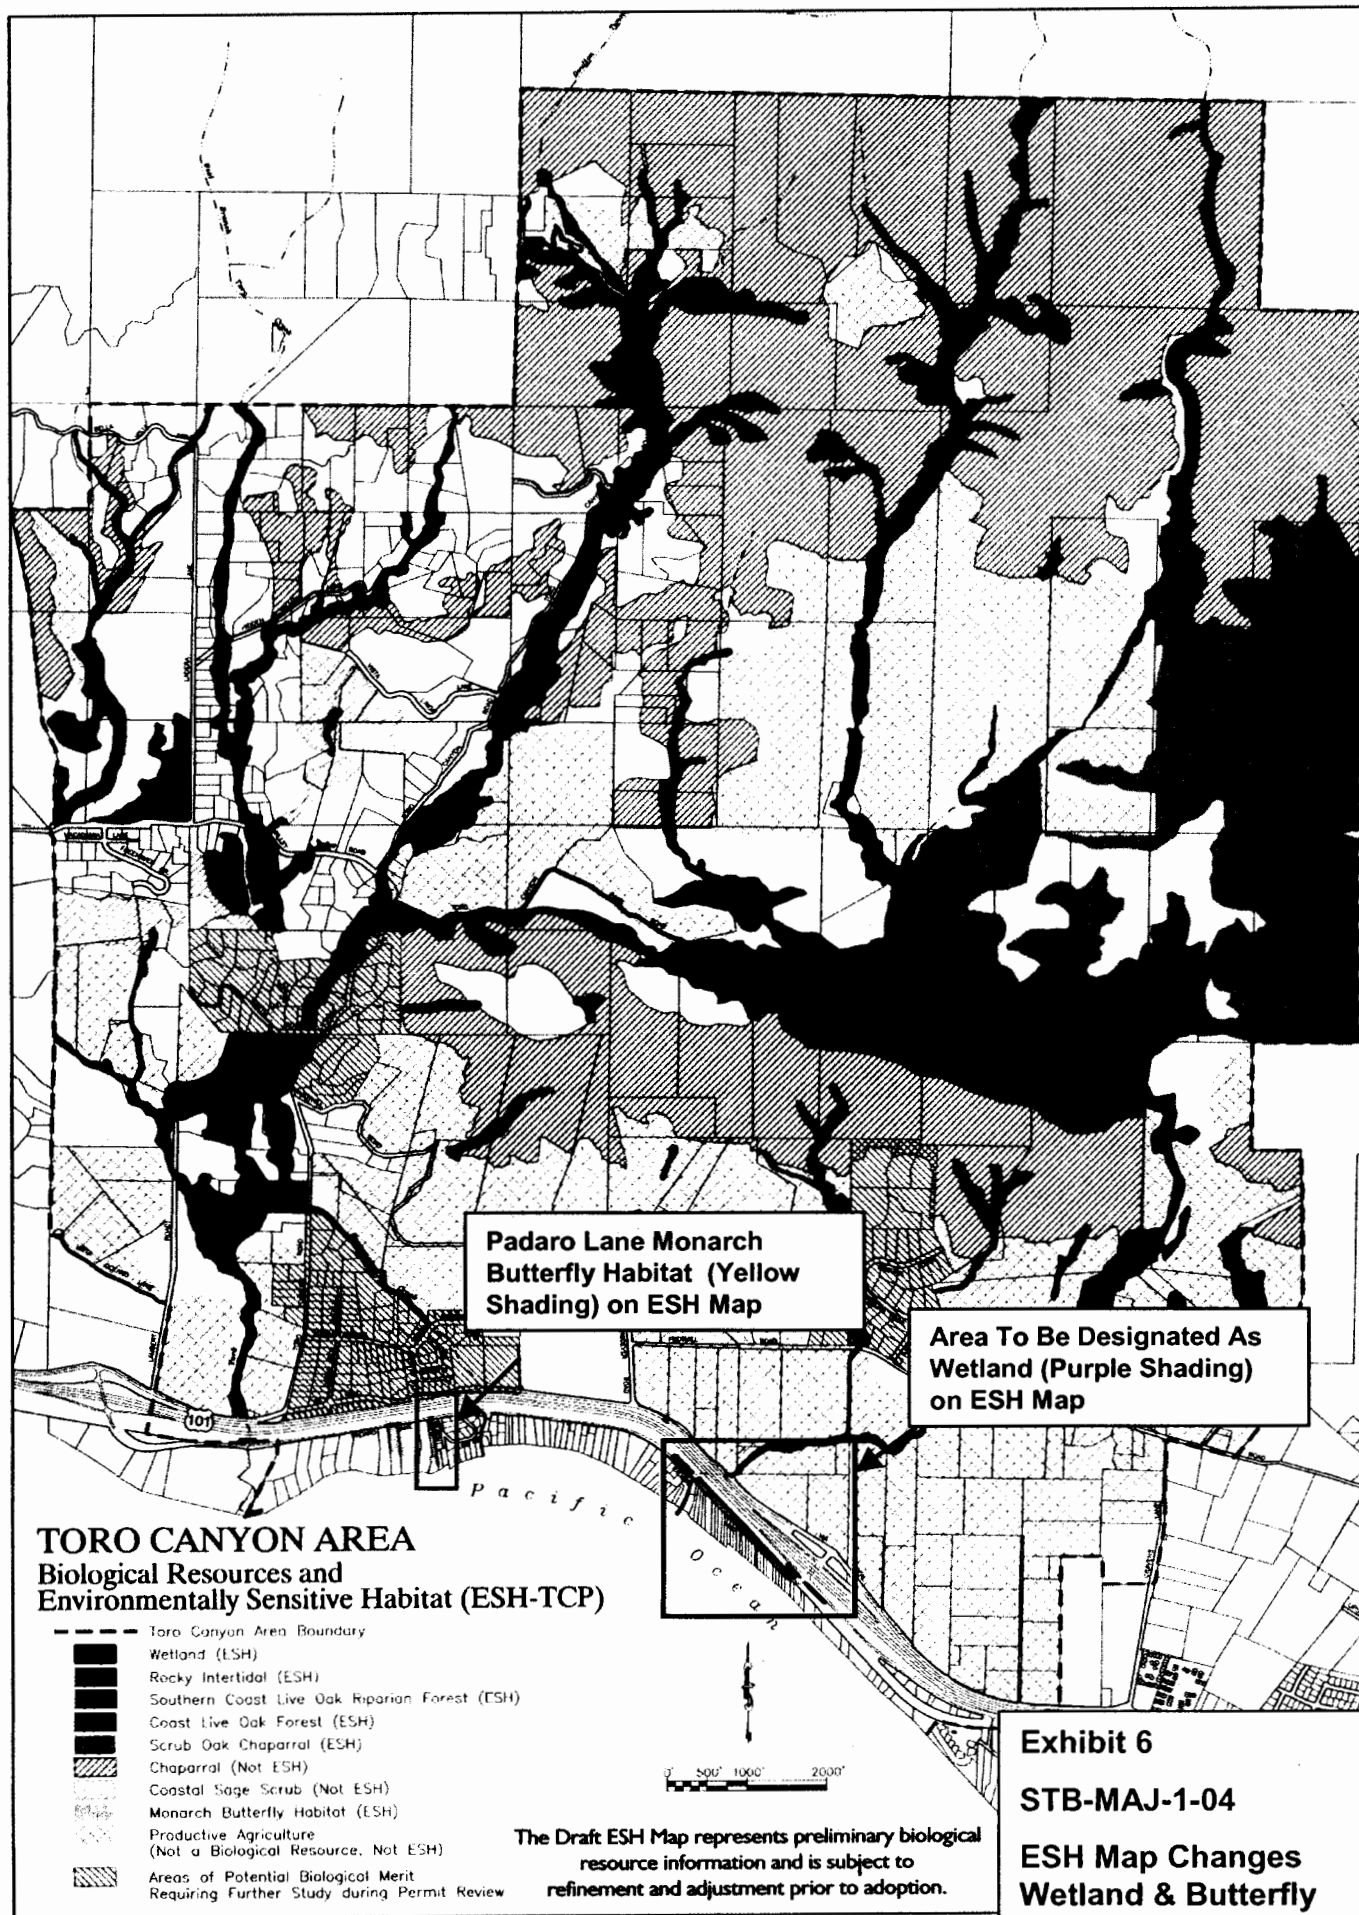 Padaro Lane Monarch
Butterfly Habitat (Yellow
Shading) on ESH Map
Area To Be Designated As
Wetland (Purple Shading)
on ESH Map
101
Pacific
Ocean
TORO CANYON AREA
Biological Resources and
Environmentally Sensitive Habitat (ESH-TCP)
Toro Canyon Area Boundary
Wetland (ESH)
Rocky Intertidal (ESH)
Southern Coast Live Oak Riparian Forest (ESH)
Coast Live Oak Forest (ESH)
Scrub Oak Chaparral (ESH)
Chaparral (Not ESH)
Coastal Sage Scrub (Not ESH)
Monarch Butterfly Habitat (ESH)
Productive Agriculture
(Not a Biological Resource, Not ESH)
Areas of Potential Biological Merit
Requiring Further Study during Permit Review
0' 500' 1000' 2000'
The Draft ESH Map represents preliminary biological
resource information and is subject to
refinement and adjustment prior to adoption.
Exhibit 6
STB-MAJ-1-04
ESH Map Changes
Wetland & Butterfly